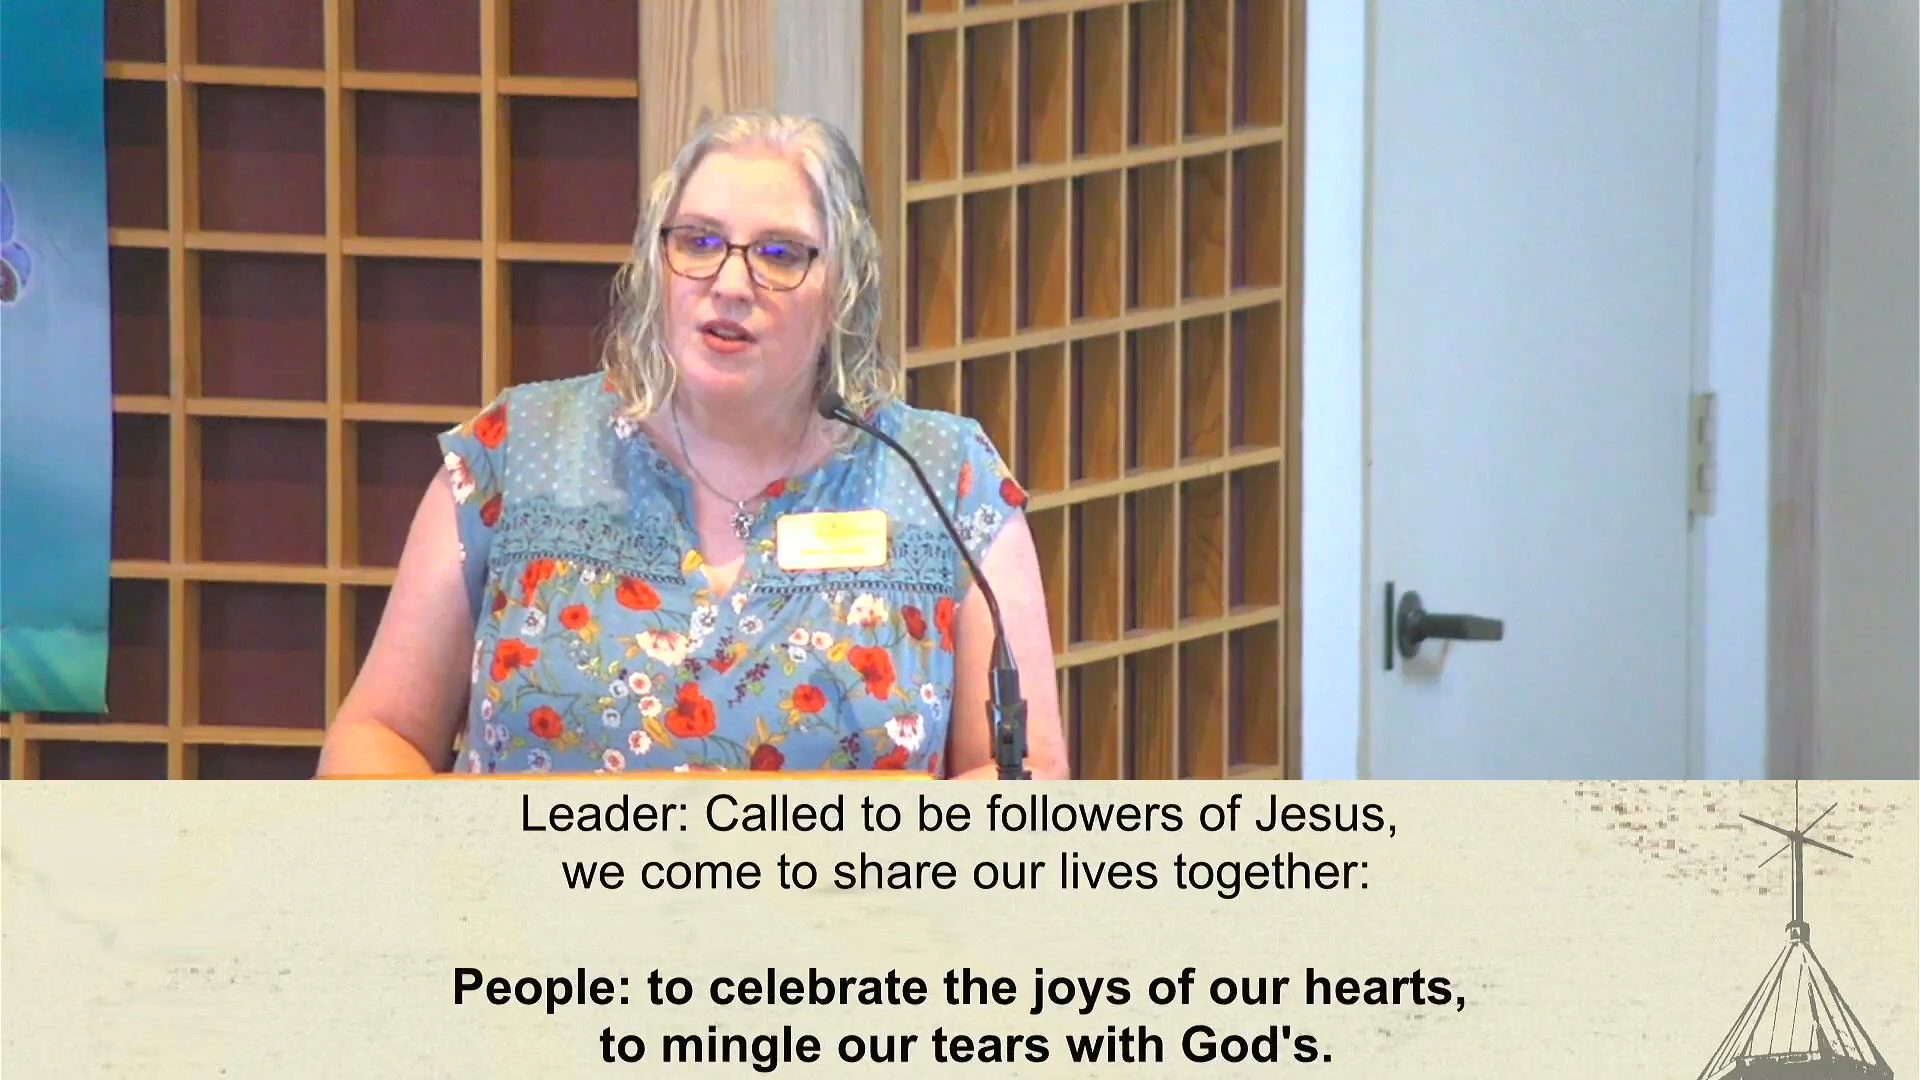 Leader: Called to be followers of Jesus,
we come to share our lives together:
People: to celebrate the joys of our hearts,
to mingle our tears with God's.